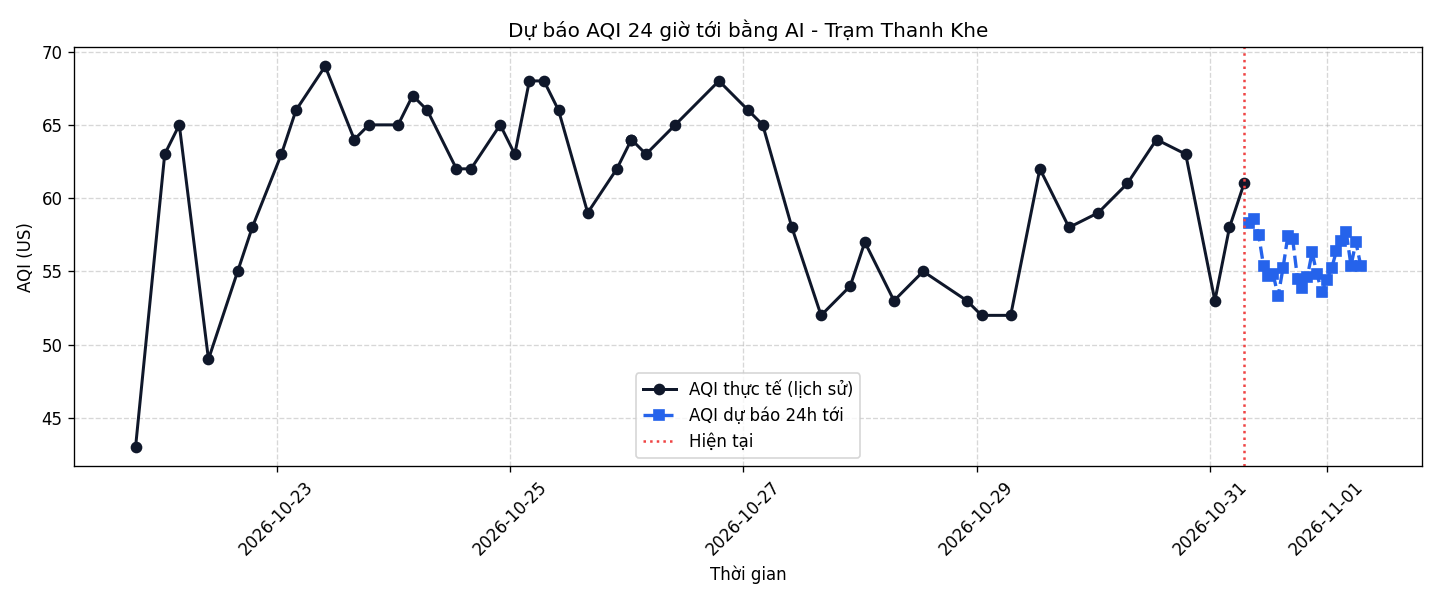 Dự báo AQI 24 giờ tới bằng AI - Trạm Thanh Khe
AQI (US)
70
65
60
55
50
45
AQI thực tế (lịch sử)
AQI dự báo 24h tới
Hiện tại
2026-10-23
2026-10-25
2026-10-27
2026-10-29
2026-10-31
2026-11-01
Thời gian